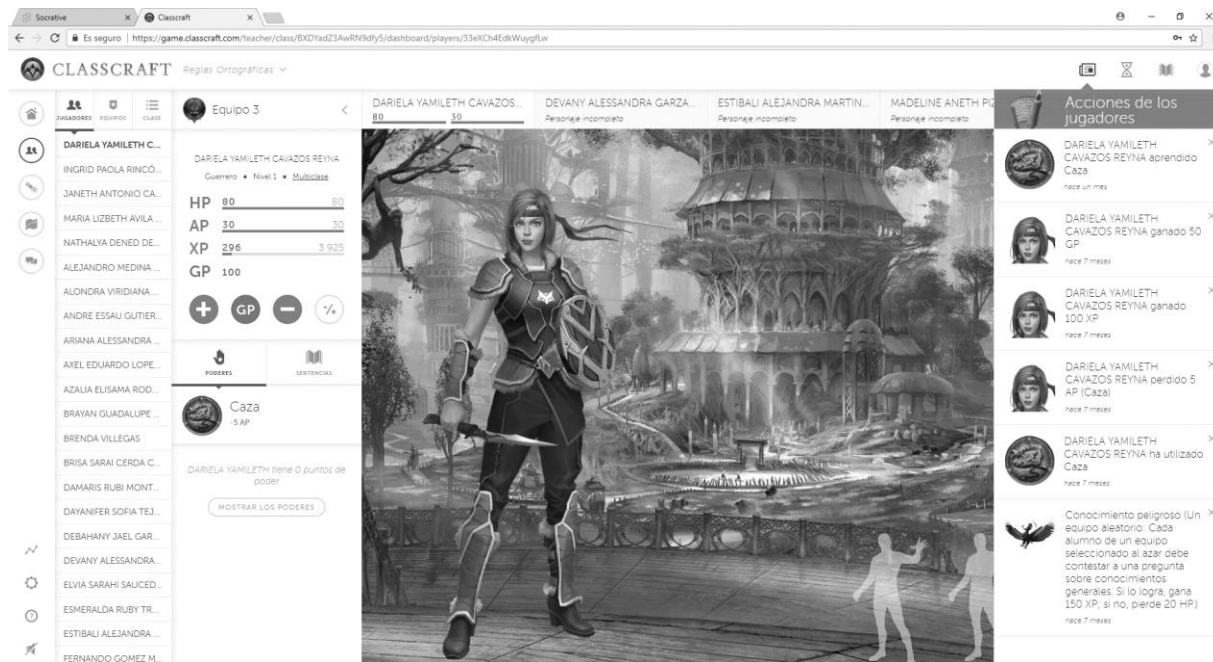 Socrative
Classcraft
Es seguro | https://game.classcraft.com/teacher/class/BXDYadZ3AwRN9dfy5/dashboard/players/33eXCh4EdkWuygfLw
CLASSCRAFT
Reglas Ortográficas
JUGADORES
EQUIPOS
CLASE
DARIELA YAMILETH C...
INGRID PAOLA RINCÓ...
JANETH ANTONIO CA...
MARIA LIZBETH AVILA ...
NATHALYA DENED DE...
ALEJANDRO MEDINA ...
ALONDRA VIRIDIANA ...
ANDRE ESSAU GUTIER...
ARIANA ALESSANDRA ...
AXEL EDUARDO LOPE...
AZALIA ELISAMA ROD...
BRAYAN GUADALUPE ...
BRENDA VILLEGAS
BRISA SARAI CERDA C...
DAMARIS RUBI MONT...
DAYANIFER SOFIA TEJ...
DEBAHANY JAEL GAR...
DEVANY ALESSANDRA...
ELVIA SARAHI SAUCED...
ESMERALDA RUBY TR...
ESTIBALI ALEJANDRA ...
FERNANDO GOMEZ M...
Equipo 3
DARIELA YAMILETH CAVAZOS REYNA
Guerrero • Nivel 1 • Multiclase
HP 80 80
AP 30 30
XP 296 3 925
GP 100
GP
PODERES
SENTENCIAS
Caza
-5 AP
DARIELA YAMILETH tiene 0 puntos de
poder
MOSTRAR LOS PODERES
DARIELA YAMILETH CAVAZOS...
80 30
DEVANY ALESSANDRA GARZA...
Personaje incompleto
ESTIBALI ALEJANDRA MARTIN...
Personaje incompleto
MADELINE ANETH PIZ
Personaje incompleto
Acciones de los
jugadores
DARIELA YAMILETH
CAVAZOS REYNA aprendido
Caza
hace un mes
DARIELA YAMILETH
CAVAZOS REYNA ganado 50
GP
hace 7 meses
DARIELA YAMILETH
CAVAZOS REYNA ganado
100 XP
hace 7 meses
DARIELA YAMILETH
CAVAZOS REYNA perdido 5
AP (Caza)
hace 7 meses
DARIELA YAMILETH
CAVAZOS REYNA ha utilizado
Caza
hace 7 meses
Conocimiento peligroso (Un
equipo aleatorio: Cada
alumno de un equipo
seleccionado al azar debe
contestar a una pregunta
sobre conocimientos
generales. Si lo logra, gana
150 XP; si no, pierde 20 HP.)
hace 7 meses